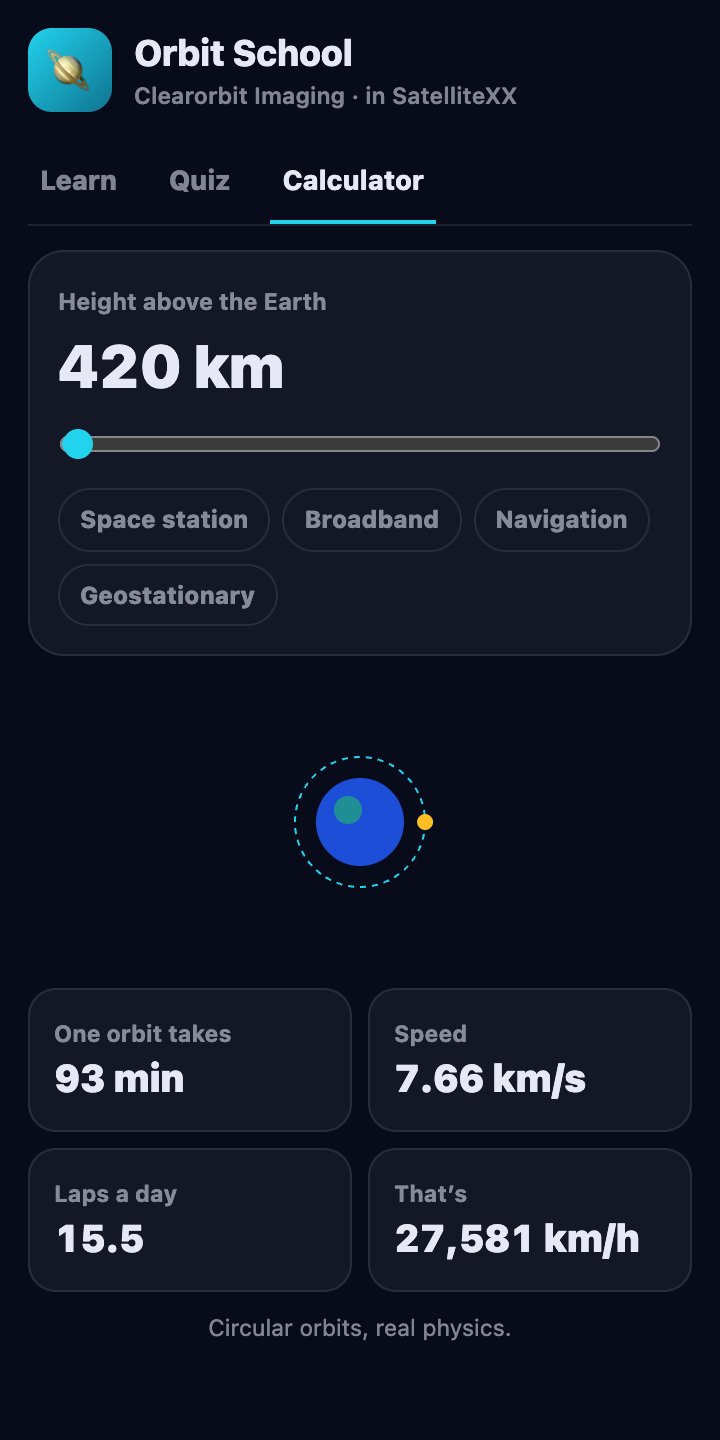 Orbit School
Clearorbit Imaging · in SatelliteXX
Learn Quiz Calculator
Height above the Earth
420 km
Space station Broadband Navigation
Geostationary
One orbit takes Speed
93 min 7.66 km/s
Laps a day That’s
15.5 27,581 km/h
Circular orbits, real physics.